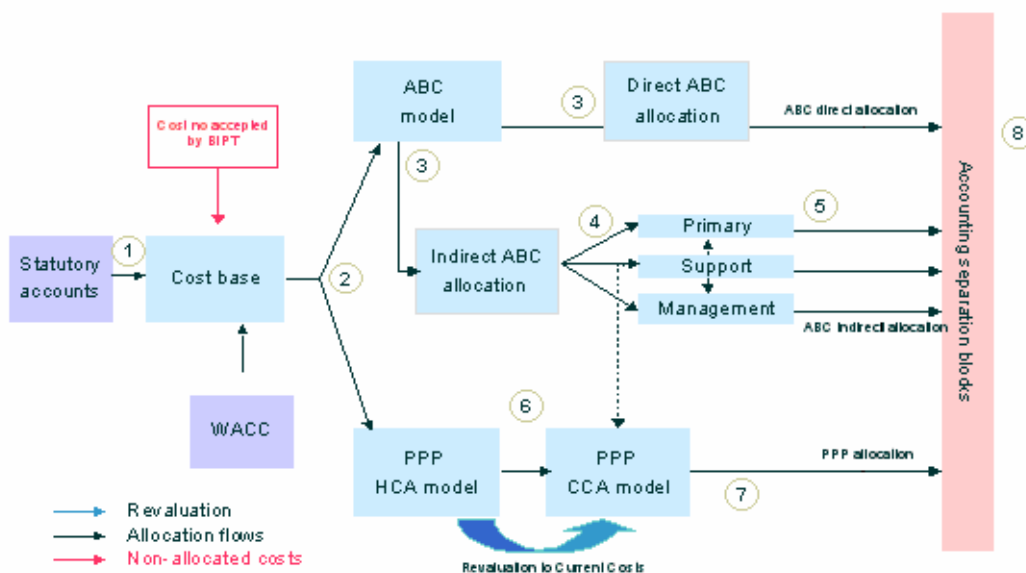 ABC
model
3
Direct ABC
allocation
ABC direct allocation
8
Cost no accepted
by BIPT
3
4
Primary
5
Statutory
accounts
1
Cost base
2
Indirect ABC
allocation
Support
Management
ABC indirect allocation
Accounting separation blocks
WACC
6
PPP
HCA model
PPP
CCA model
PPP allocation
7
Revaluation
Allocation flows
Non-allocated costs
Revaluation to Current Costs